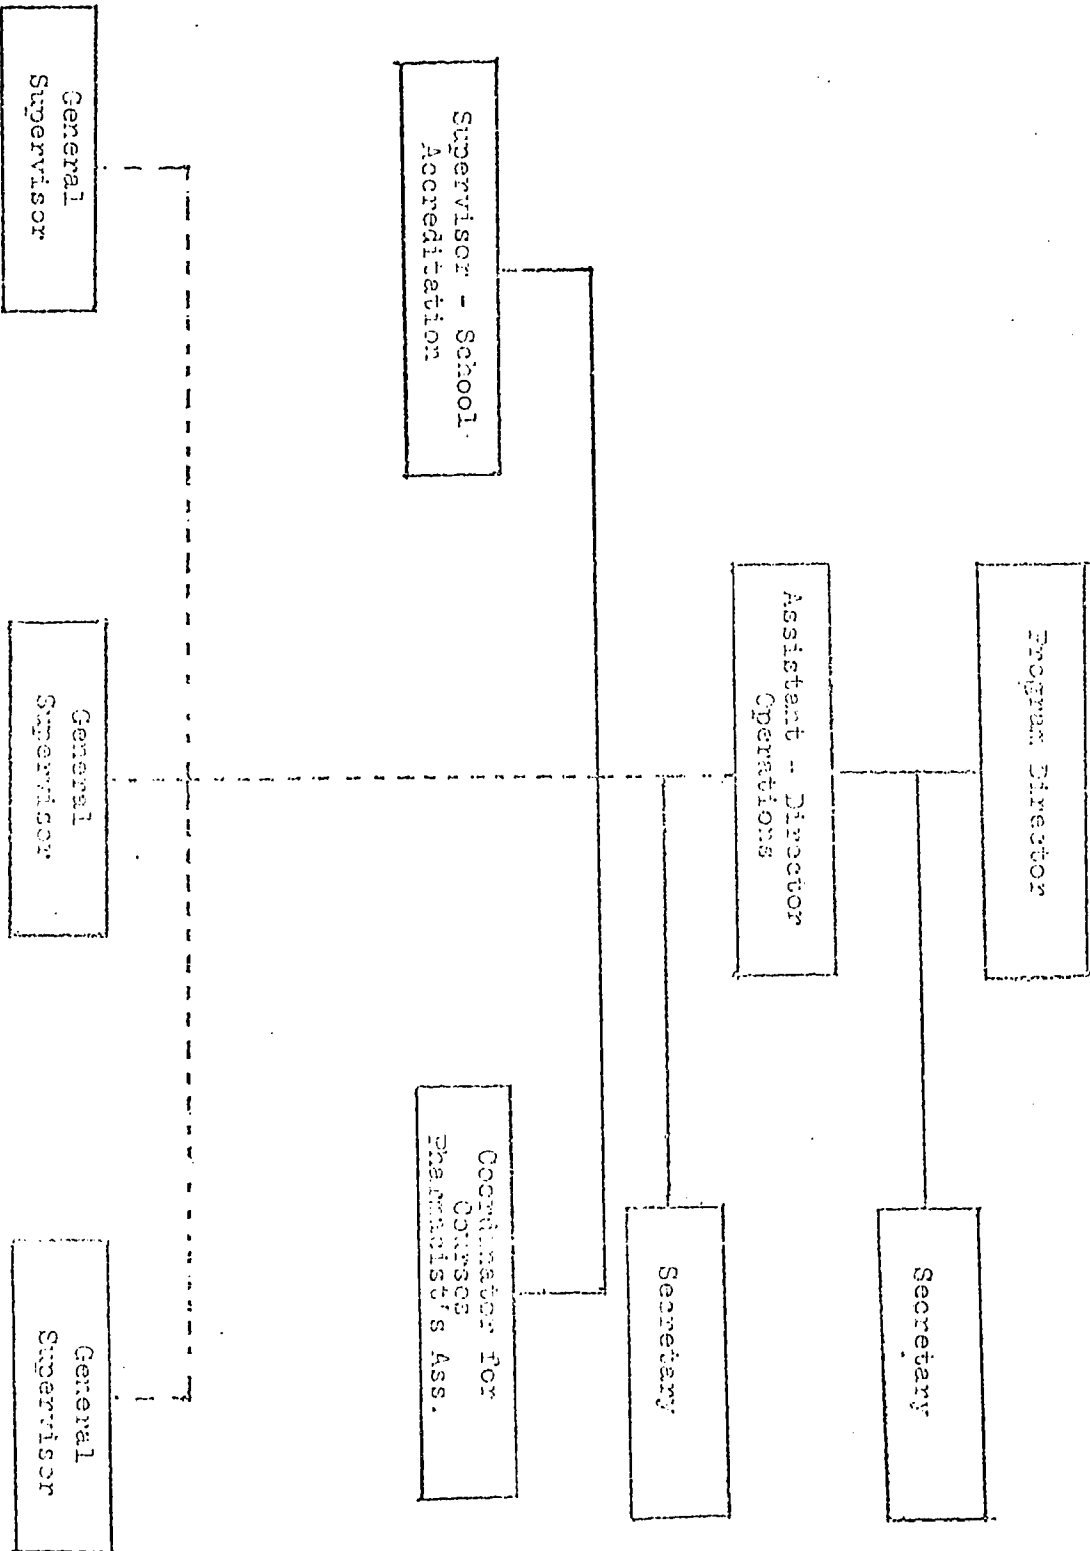 Program Director
Secretary
Assistant - Director
Operations
Secretary
Supervisor - School
Accreditation
Coordinator for
Courses
Pharmacist's Ass.
General
Supervisor
General
Supervisor
General
Supervisor